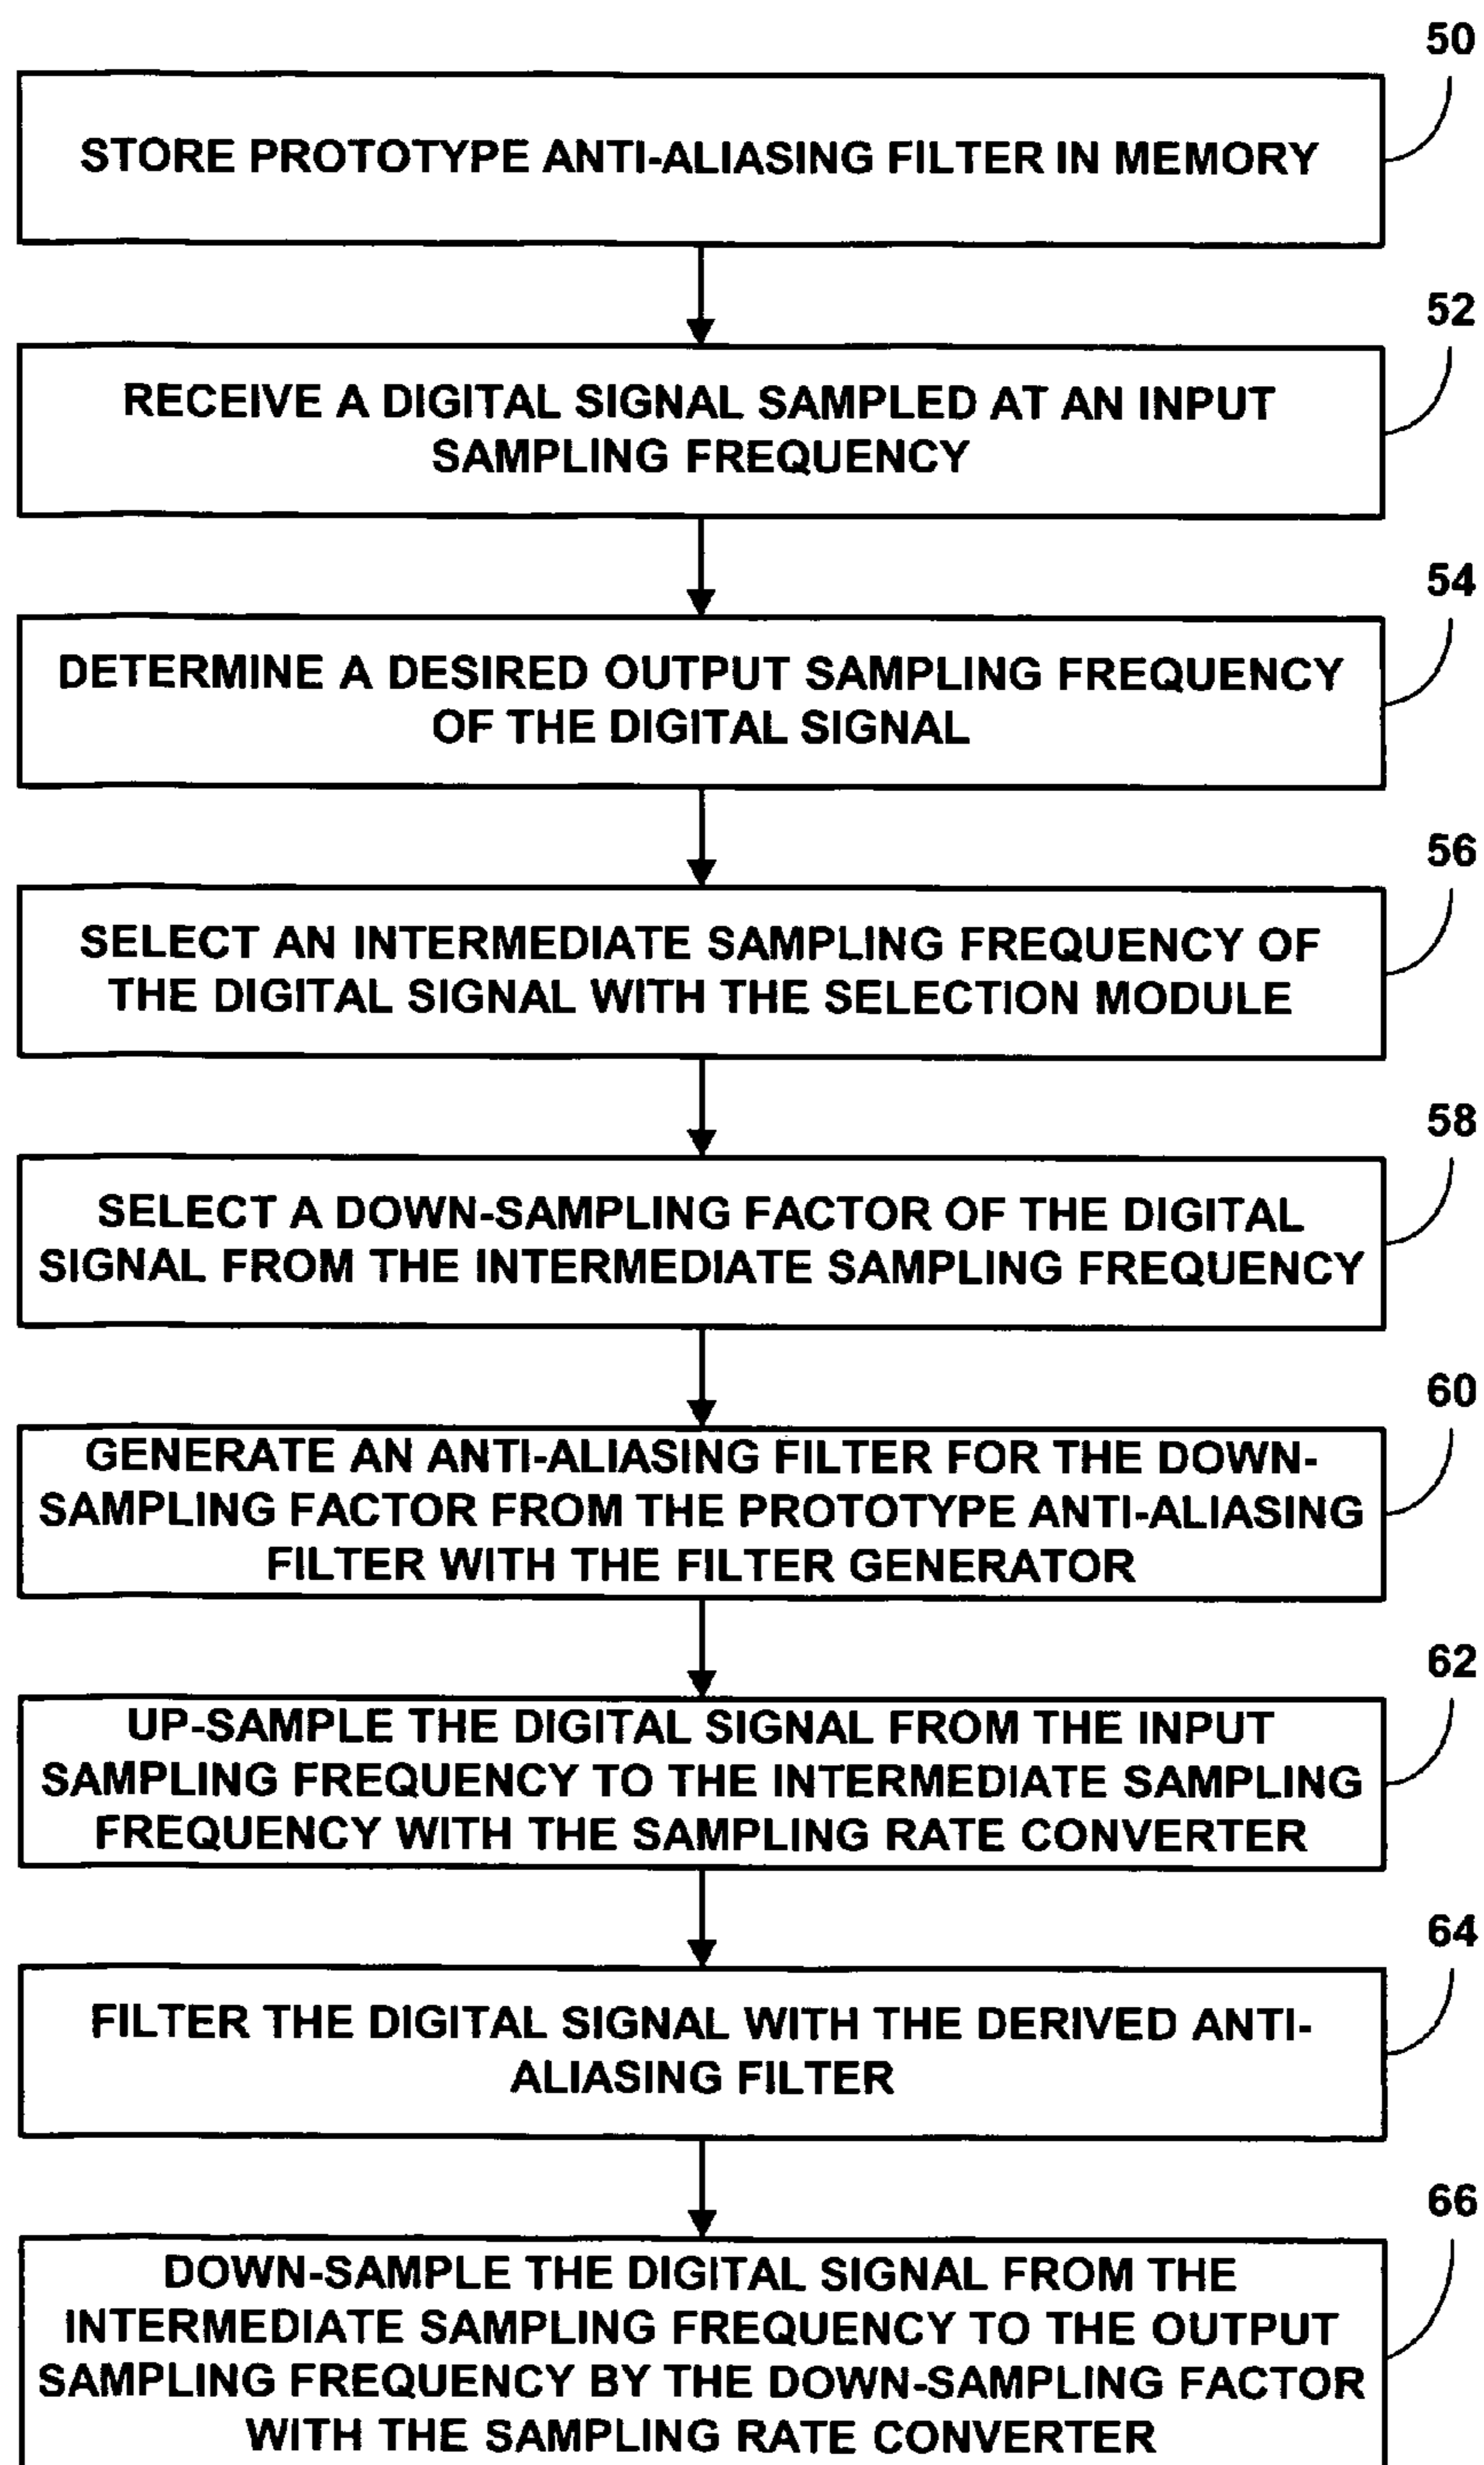 50
STORE PROTOTYPE ANTI-ALIASING FILTER IN MEMORY
52
RECEIVE A DIGITAL SIGNAL SAMPLED AT AN INPUT
SAMPLING FREQUENCY
54
DETERMINE A DESIRED OUTPUT SAMPLING FREQUENCY
OF THE DIGITAL SIGNAL
56
SELECT AN INTERMEDIATE SAMPLING FREQUENCY OF
THE DIGITAL SIGNAL WITH THE SELECTION MODULE
58
SELECT A DOWN-SAMPLING FACTOR OF THE DIGITAL
SIGNAL FROM THE INTERMEDIATE SAMPLING FREQUENCY
60
GENERATE AN ANTI-ALIASING FILTER FOR THE DOWN-
SAMPLING FACTOR FROM THE PROTOTYPE ANTI-ALIASING
FILTER WITH THE FILTER GENERATOR
62
UP-SAMPLE THE DIGITAL SIGNAL FROM THE INPUT
SAMPLING FREQUENCY TO THE INTERMEDIATE SAMPLING
FREQUENCY WITH THE SAMPLING RATE CONVERTER
64
FILTER THE DIGITAL SIGNAL WITH THE DERIVED ANTI-
ALIASING FILTER
66
DOWN-SAMPLE THE DIGITAL SIGNAL FROM THE
INTERMEDIATE SAMPLING FREQUENCY TO THE OUTPUT
SAMPLING FREQUENCY BY THE DOWN-SAMPLING FACTOR
WITH THE SAMPLING RATE CONVERTER